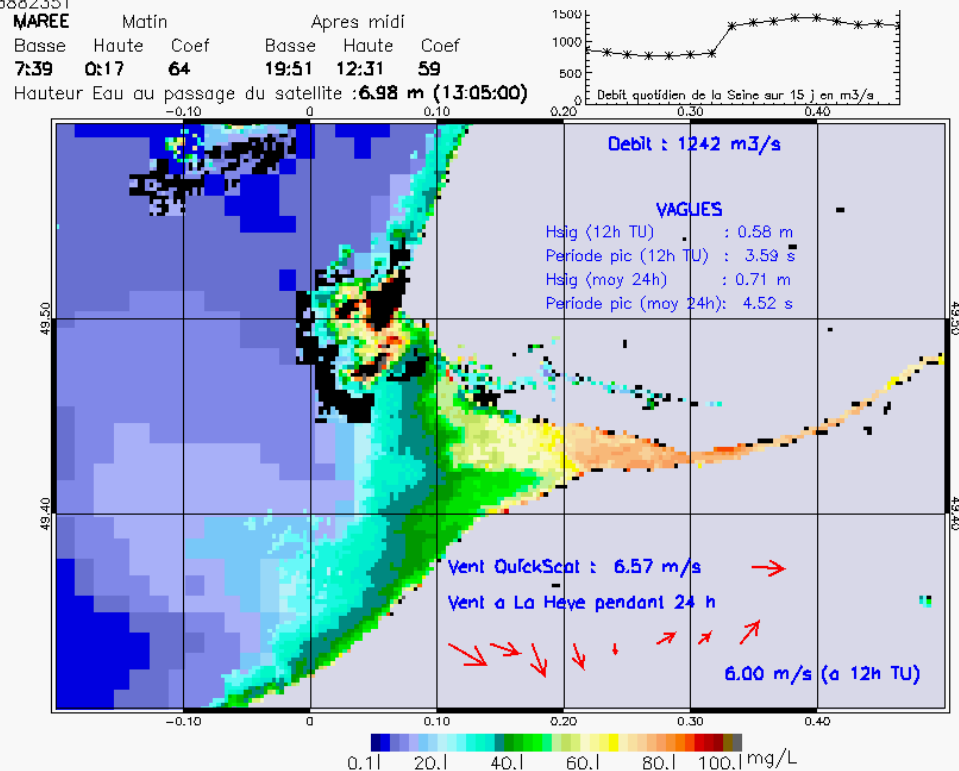 MAREE Matin Apres midi
Basse Haute Coef Basse Haute Coef
7:39 0:17 64 19:51 12:31 59
Hauteur Eau au passage du satellite :6.98 m (13:05:00)
1500
1000
500
0
Debit quotidien de la Seine sur 15 j en m3/s
-0.10 0 0.10 0.20 0.30 0.40
Debit : 1242 m3/s
VAGUES
Hsig (12h TU) : 0.58 m
Periode pic (12h TU) : 3.59 s
Hsig (moy 24h) : 0.71 m
Periode pic (moy 24h): 4.52 s
49.50 49.50
49.40 49.40
Vent QuickScat : 6.57 m/s
Vent a La Heve pendant 24 h
6.00 m/s (a 12h TU)
-0.10 0 0.10 0.20 0.30 0.40
0.1 20. 40. 60. 80. 100. mg/L